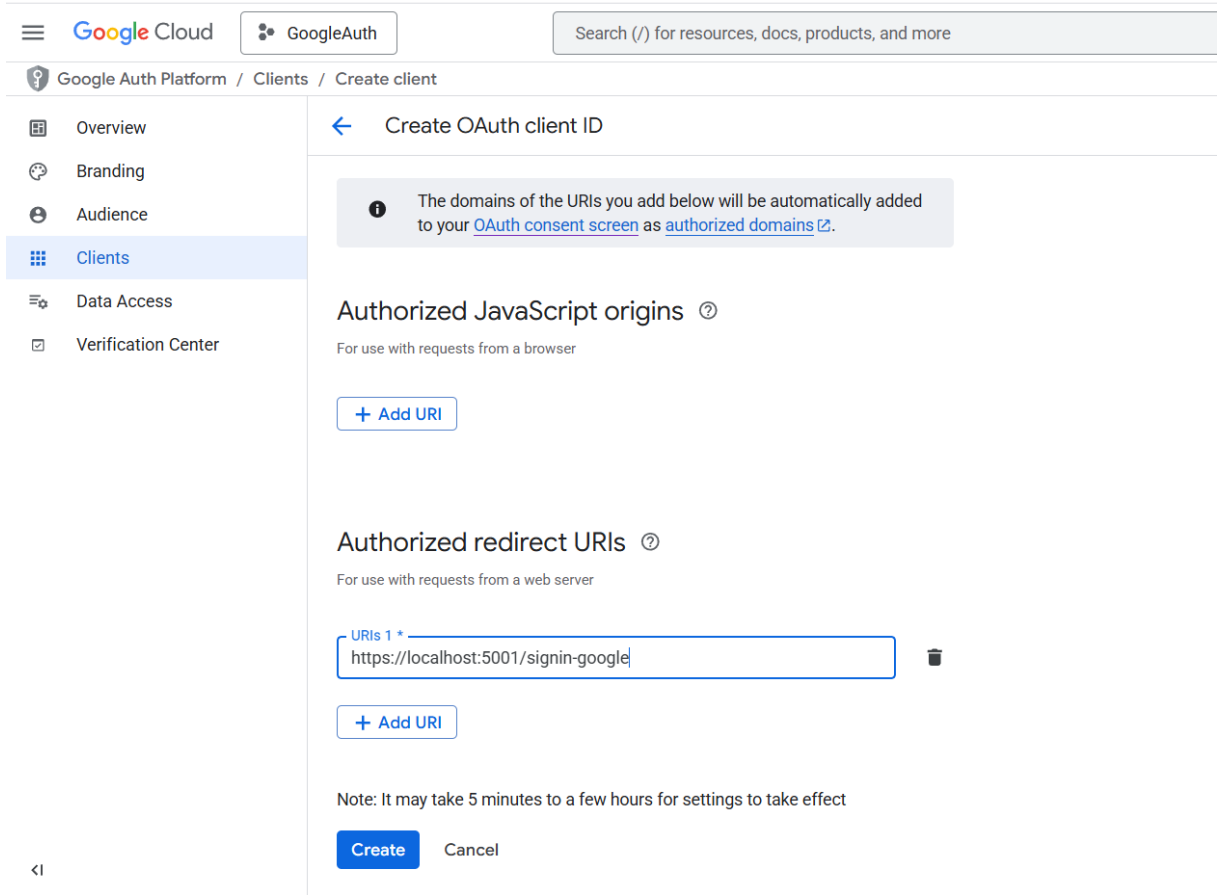 Google Cloud
GoogleAuth
Search (/) for resources, docs, products, and more
Google Auth Platform / Clients / Create client
Overview
Branding
Audience
Clients
Data Access
Verification Center
Create OAuth client ID
The domains of the URIs you add below will be automatically added
to your OAuth consent screen as authorized domains.
Authorized JavaScript origins
For use with requests from a browser
+ Add URI
Authorized redirect URIs
For use with requests from a web server
URIs 1 *
https://localhost:5001/signin-google
+ Add URI
Note: It may take 5 minutes to a few hours for settings to take effect
Create Cancel